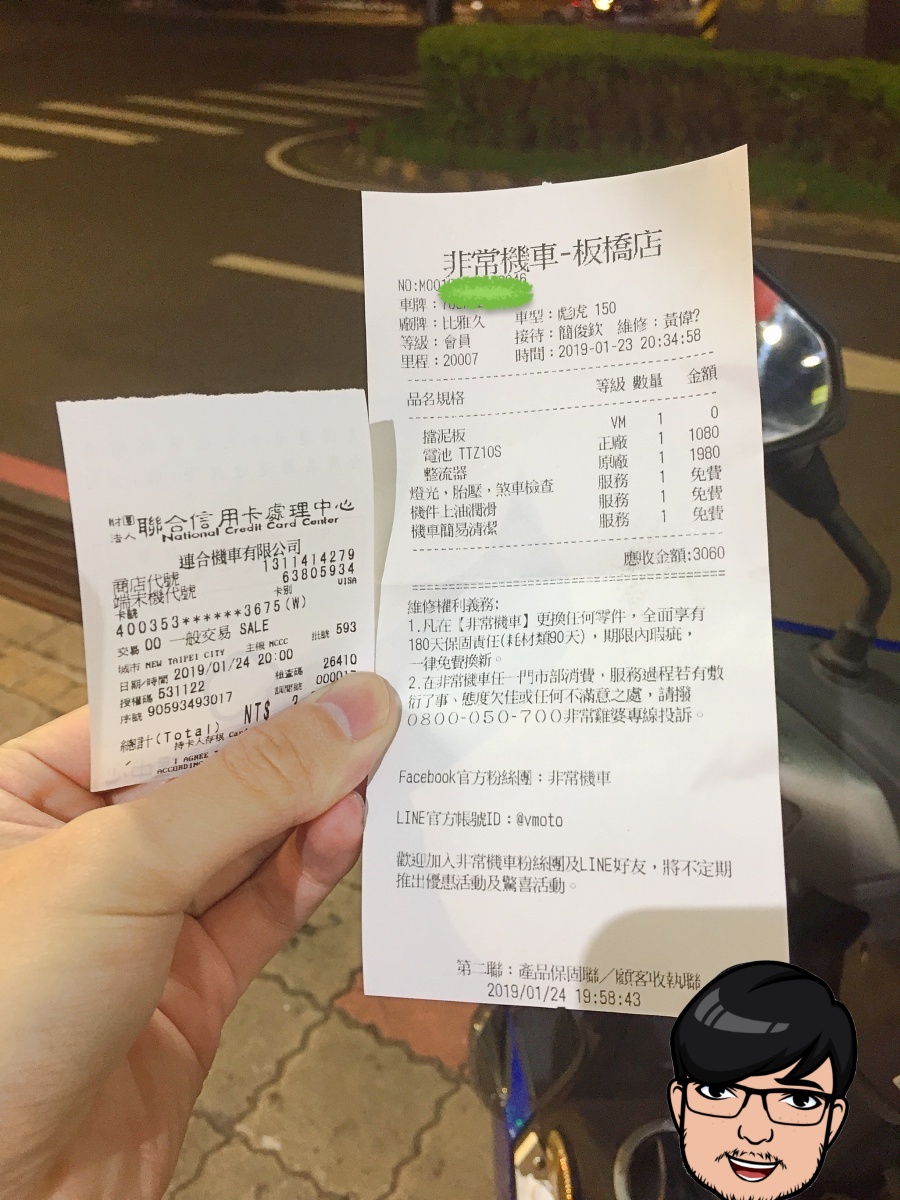 財團法人 聯合信用卡處理中心
National Credit Card Center
連合機車有限公司
商店代號 1311414279
端末機代號 63805934
卡號 卡別 VISA
400353******3675(W)
交易 00 一般交易 SALE
城市 NEW TAIPEI CITY 主機 NCCC 批號 593
日期/時間 2019/01/24 20:00
授權碼 531122 檢查碼 26410
序號 90593493017 調閱號
總計(Total) NT$
持卡人存根
I AGREE
非常機車-板橋店
NO:
車牌:
廠牌:比雅久 車型:彪虎 150
等級:會員 接待:簡俊欽 維修:黃偉?
里程:20007 時間:2019-01-23 20:34:58
品名規格 等級 數量 金額
擋泥板 VM 1 0
電池 TTZ10S 正廠 1 1080
整流器 原廠 1 1980
燈光,胎壓,煞車檢查 服務 1 免費
機件上油潤滑 服務 1 免費
機車簡易清潔 服務 1 免費
應收金額:3060
維修權利義務:
1.凡在【非常機車】更換任何零件,全面享有
180天保固責任(耗材類90天),期限內瑕疵,
一律免費換新。
2.在非常機車任一門市部消費,服務過程若有敷
衍了事、態度欠佳或任何不滿意之處,請撥
0800-050-700非常雞婆專線投訴。
Facebook官方粉絲團:非常機車
LINE官方帳號ID:@vmoto
歡迎加入非常機車粉絲團及LINE好友,將不定期
推出優惠活動及驚喜活動。
第二聯:產品保固聯/顧客收執聯
2019/01/24 19:58:43